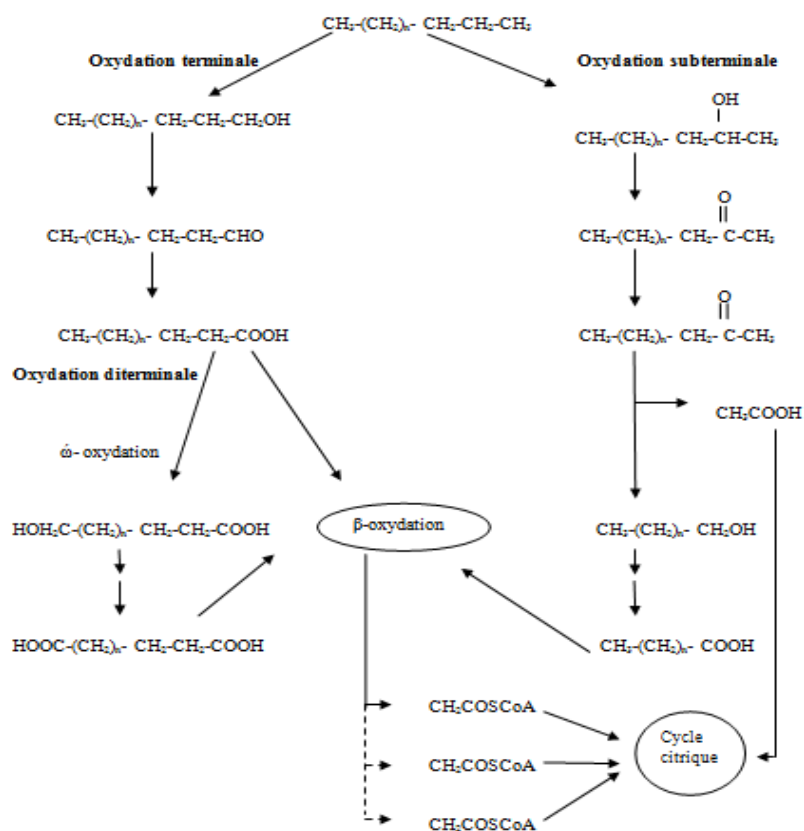 CH₃-(CH₂)ₙ- CH₂-CH₂-CH₃
Oxydation terminale
Oxydation subterminale
CH₃-(CH₂)ₙ- CH₂-CH₂-CH₂OH
OH
CH₃-(CH₂)ₙ- CH₂-CH-CH₃
CH₃-(CH₂)ₙ- CH₂-CH₂-CHO
O
CH₃-(CH₂)ₙ- CH₂- C-CH₃
CH₃-(CH₂)ₙ- CH₂-CH₂-COOH
O
CH₃-(CH₂)ₙ- CH₂- C-CH₃
Oxydation diterminale
CH₃COOH
ώ- oxydation
HOH₂C-(CH₂)ₙ- CH₂-CH₂-COOH
β-oxydation
CH₃-(CH₂)ₙ- CH₂OH
HOOC-(CH₂)ₙ- CH₂-CH₂-COOH
CH₃-(CH₂)ₙ- COOH
CH₃COSCoA
Cycle
citrique
CH₃COSCoA
CH₃COSCoA